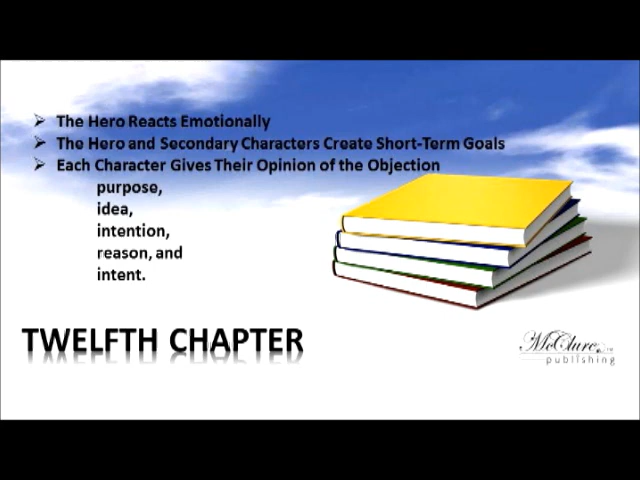 The Hero Reacts Emotionally
The Hero and Secondary Characters Create Short-Term Goals
Each Character Gives Their Opinion of the Objection
purpose,
idea,
intention,
reason, and
intent.
TWELFTH CHAPTER
McClure
publishing